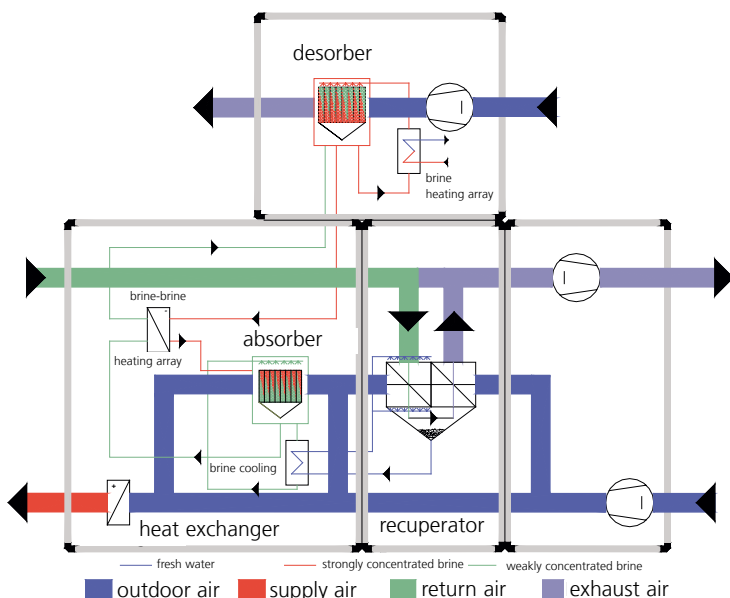 desorber
brine
heating array
brine-brine
heating array
absorber
brine cooling
heat exchanger
recuperator
fresh water
strongly concentrated brine
weakly concentrated brine
outdoor air
supply air
return air
exhaust air